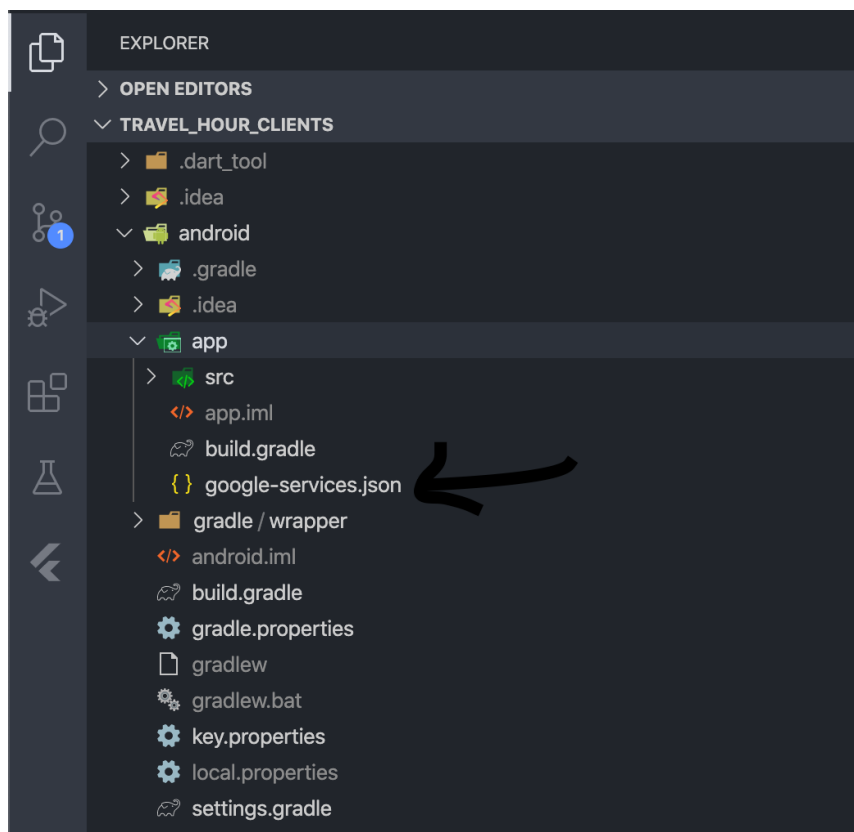 EXPLORER
OPEN EDITORS
TRAVEL_HOUR_CLIENTS
.dart_tool
.idea
android
.gradle
.idea
app
src
app.iml
build.gradle
google-services.json
gradle / wrapper
android.iml
build.gradle
gradle.properties
gradlew
gradlew.bat
key.properties
local.properties
settings.gradle
1